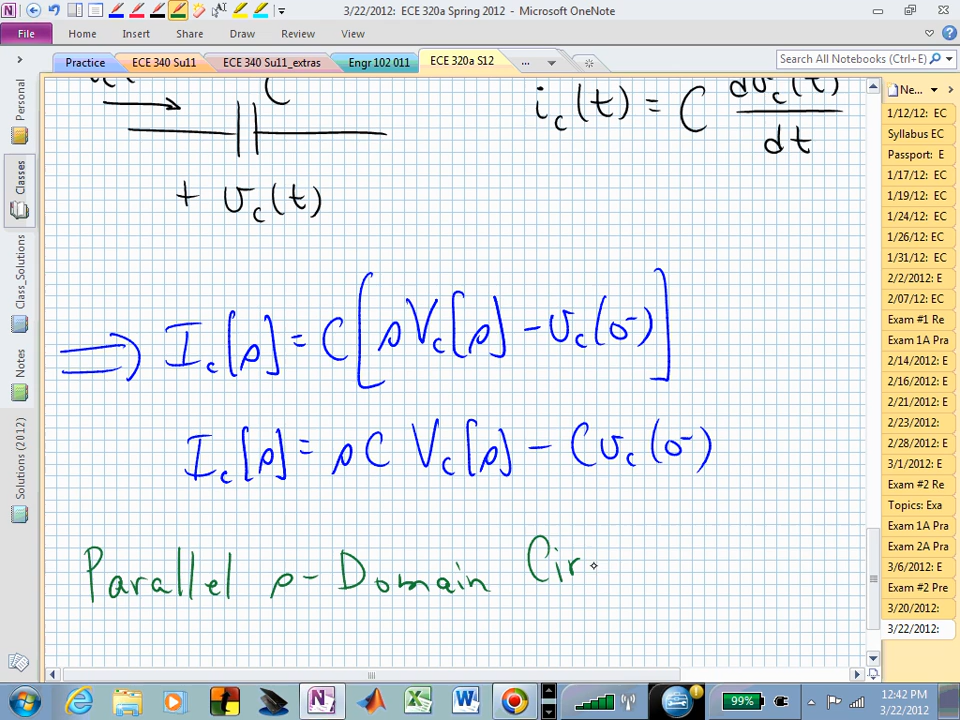 3/22/2012: ECE 320a Spring 2012 - Microsoft OneNote
File Home Insert Share Draw Review View
Practice ECE 340 Su11 ECE 340 Su11_extras Engr 102 011 ECE 320a S12 ... Search All Notebooks (Ctrl+E)
Personal
Classes
Class_Solutions
Notes
Solutions (2012)
C
i_c(t) = C dv_c(t)/dt
+ v_c(t)
⇒ I_c[s] = C[sV_c[s] - v_c(0^-)]
I_c[s] = sC V_c[s] - C v_c(0^-)
Parallel s-Domain Cir
Ne...
1/12/12: EC
Syllabus EC
Passport: E
1/17/12: EC
1/19/12: EC
1/24/12: EC
1/26/12: EC
1/31/12: EC
2/2/2012: E
2/07/12: EC
Exam #1 Re
Exam 1A Pra
2/14/2012: E
2/16/2012: E
2/21/2012: E
2/23/2012:
2/28/2012: E
3/1/2012: E
Exam #2 Re
Topics: Exa
Exam 1A Pra
Exam 2A Pra
3/6/2012: E
Exam #2 Pre
3/20/2012:
3/22/2012:
99%
12:42 PM
3/22/2012